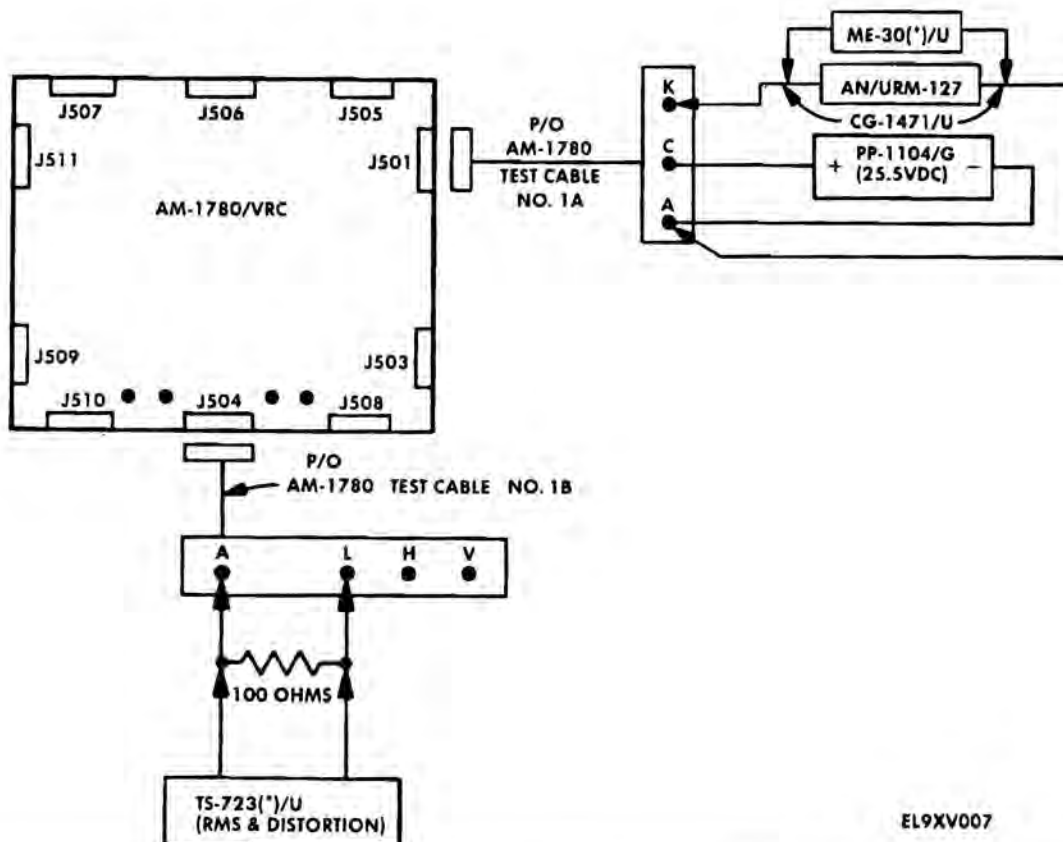 J507
J506
J505
J511
J501
AM-1780/VRC
J509
J503
J510
J504
J508
P/O
AM-1780
TEST CABLE
NO. 1A
K
C
A
ME-30(*)/U
AN/URM-127
CG-1471/U
+ PP-1104/G -
(25.5VDC)
P/O
AM-1780 TEST CABLE NO. 1B
A L H V
100 OHMS
TS-723(*)/U
(RMS & DISTORTION)
EL9XV007